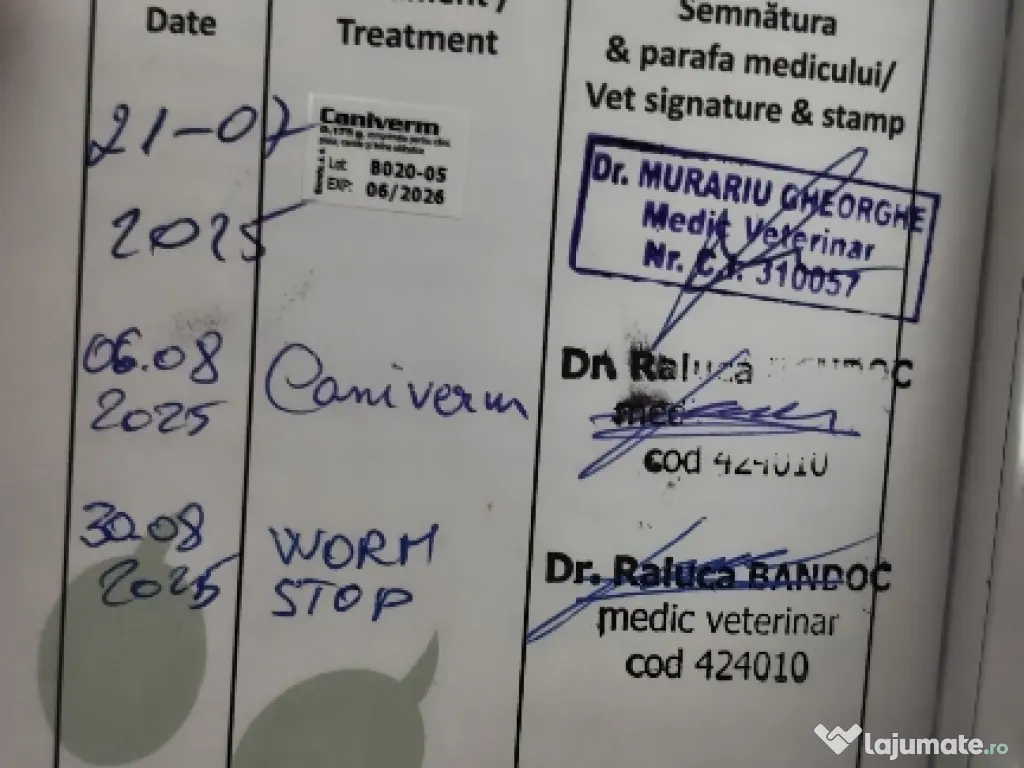 Date
Treatment
Semnătura
& parafa medicului/
Vet signature & stamp
21-07
2025
Caniverm
Lot: B020-05
EXP: 06/2026
Dr. MURARIU GHEORGHE
Medic Veterinar
Nr. C.I. 310057
06.08
2025
Caniverm
Dr. Raluca
cod 424010
30.08
2025
WORM
STOP
Dr. Raluca BANDOC
medic veterinar
cod 424010
lajumate.ro